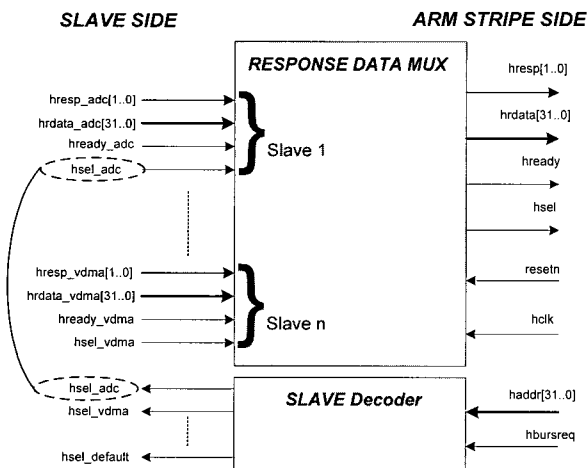 SLAVE SIDE
ARM STRIPE SIDE
RESPONSE DATA MUX
hresp_adc[1..0]
hrdata_adc[31..0]
hready_adc
hsel_adc
Slave 1
hresp[1..0]
hrdata[31..0]
hready
hsel
hresp_vdma[1..0]
hrdata_vdma[31..0]
hready_vdma
hsel_vdma
Slave n
resetn
hclk
hsel_adc
hsel_vdma
hsel_default
SLAVE Decoder
haddr[31..0]
hbursreq